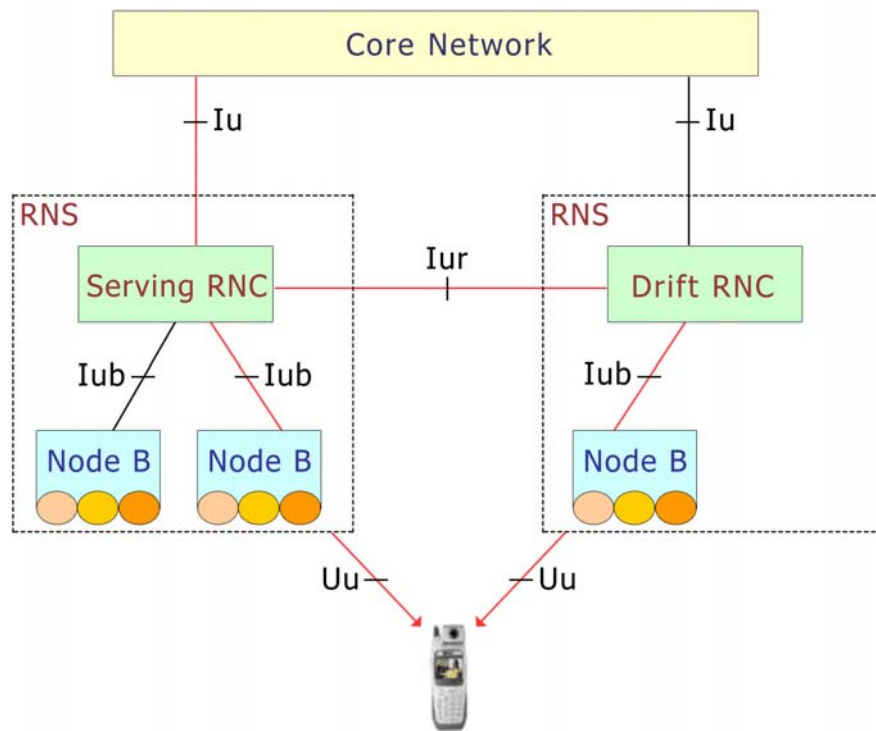 Core Network
Iu
Iu
RNS
RNS
Serving RNC
Iur
Drift RNC
Iub
Iub
Iub
Node B
Node B
Node B
Uu
Uu